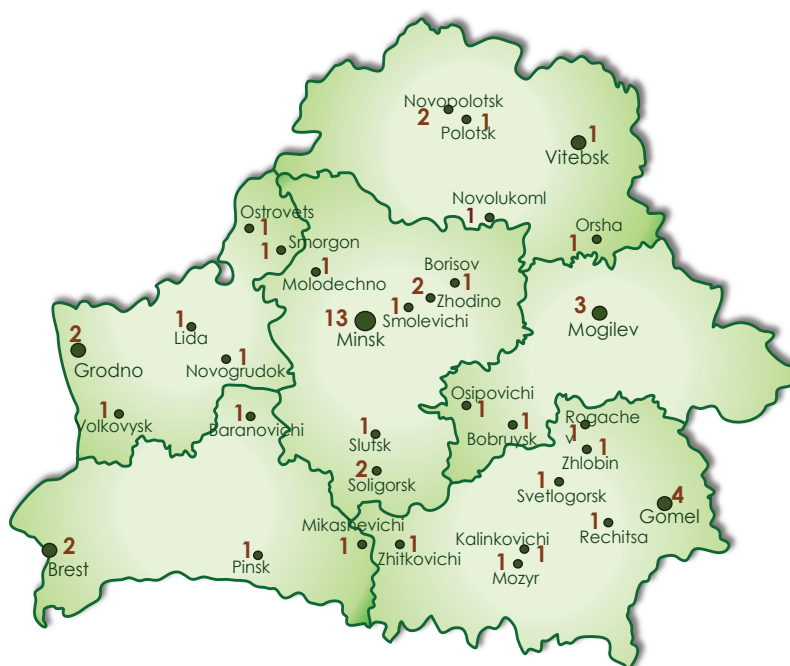 Novopolotsk
2
Polotsk
1
1
Vitebsk
Novolukoml
1
Orsha
1
Ostrovets
1
Smorgon
1
1
Molodechno
Borisov
1
2
Zhodino
1
Smolevichi
13
Minsk
3
Mogilev
1
Lida
2
Grodno
1
Novogrudok
1
Volkovysk
1
Baranovichi
Osipovichi
1
1
Bobruysk
1
Slutsk
2
Soligorsk
Rogache
v
1
1
Zhlobin
1
Svetlogorsk
4
Gomel
1
Rechitsa
Mikashevichi
1
1
Zhitkovichi
Kalinkovichi
1
1
Mozyr
2
Brest
1
Pinsk